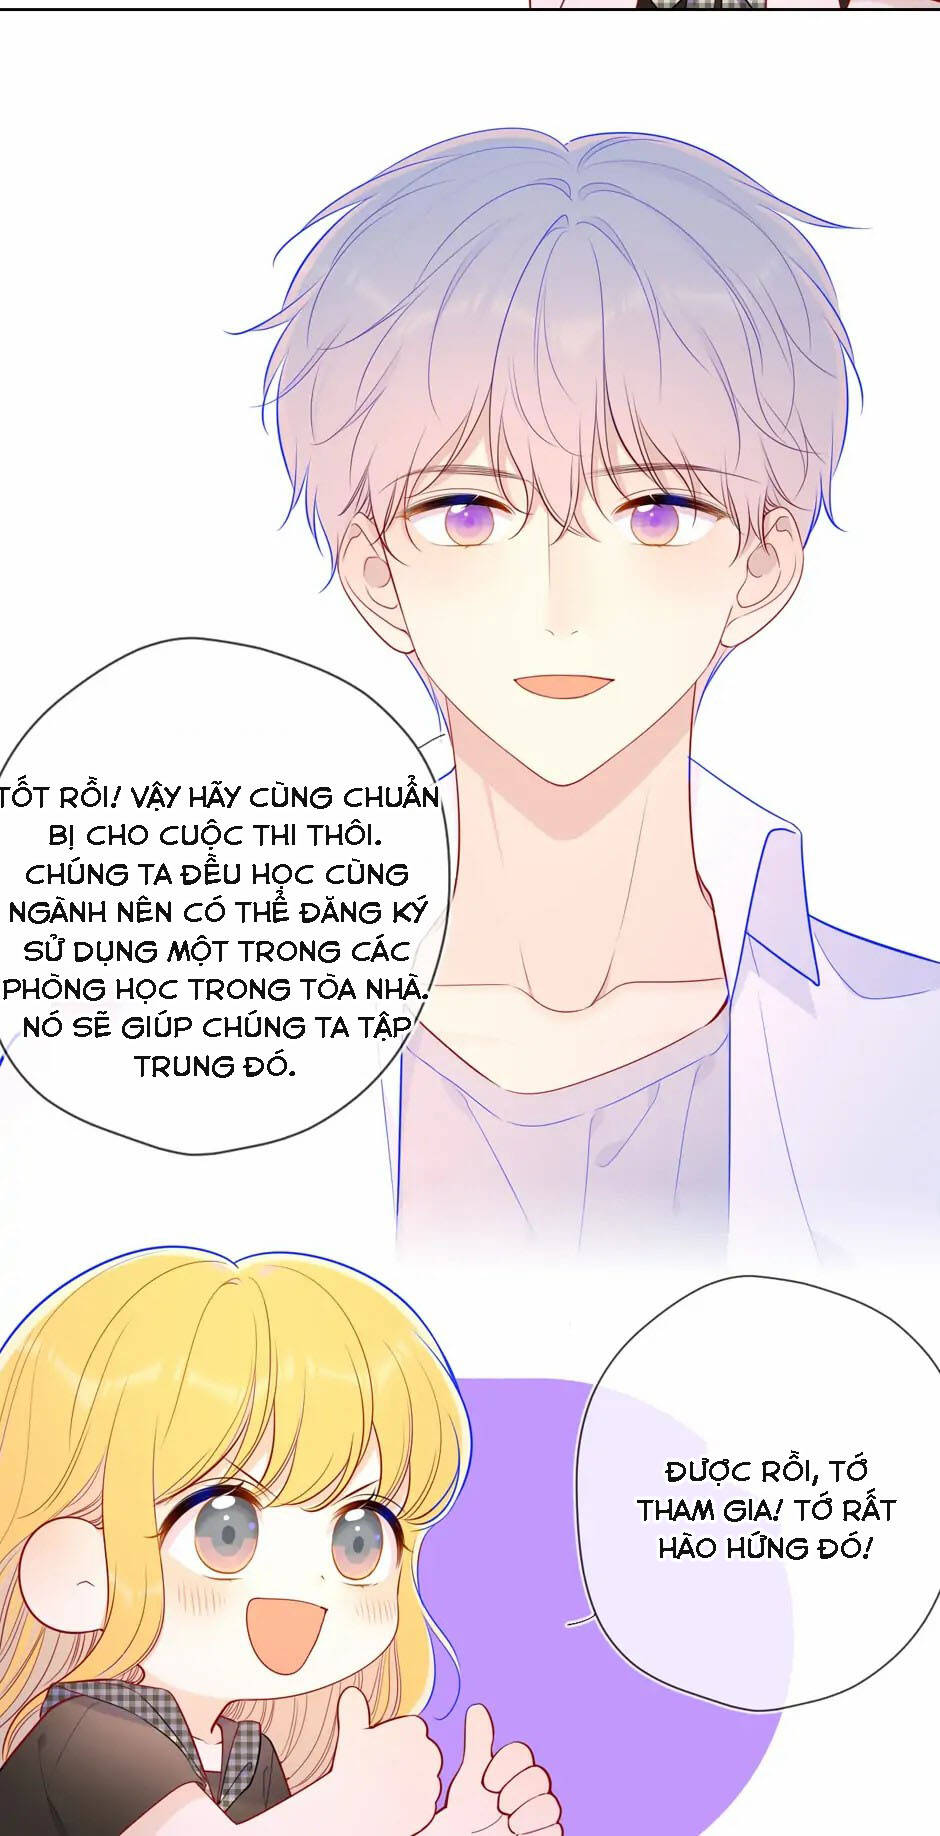 TỐT RỒI! VẬY HÃY CÙNG CHUẨN
BỊ CHO CUỘC THI THÔI.
CHÚNG TA ĐỀU HỌC CÙNG
NGÀNH NÊN CÓ THỂ ĐĂNG KÝ
SỬ DỤNG MỘT TRONG CÁC
PHÒNG HỌC TRONG TÒA NHÀ.
NÓ SẼ GIÚP CHÚNG TA TẬP
TRUNG ĐÓ.
ĐƯỢC RỒI, TỚ
THAM GIA! TỚ RẤT
HÀO HỨNG ĐÓ!